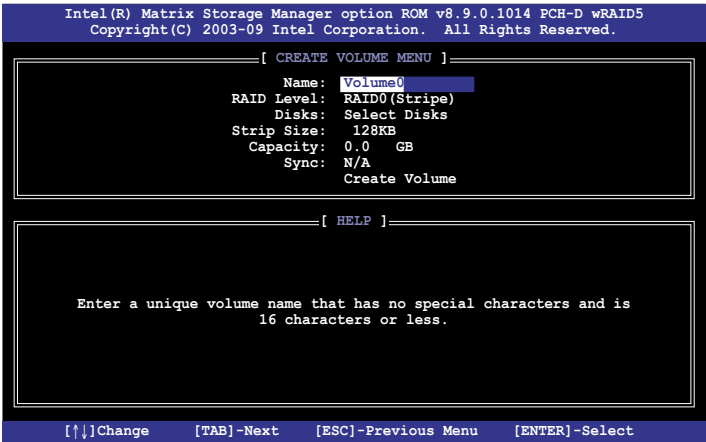 Intel(R) Matrix Storage Manager option ROM v8.9.0.1014 PCH-D wRAID5
Copyright(C) 2003-09 Intel Corporation. All Rights Reserved.
[ CREATE VOLUME MENU ]
Name: Volume0
RAID Level: RAID0(Stripe)
Disks: Select Disks
Strip Size: 128KB
Capacity: 0.0 GB
Sync: N/A
Create Volume
[ HELP ]
Enter a unique volume name that has no special characters and is
16 characters or less.
[↑↓]Change [TAB]-Next [ESC]-Previous Menu [ENTER]-Select